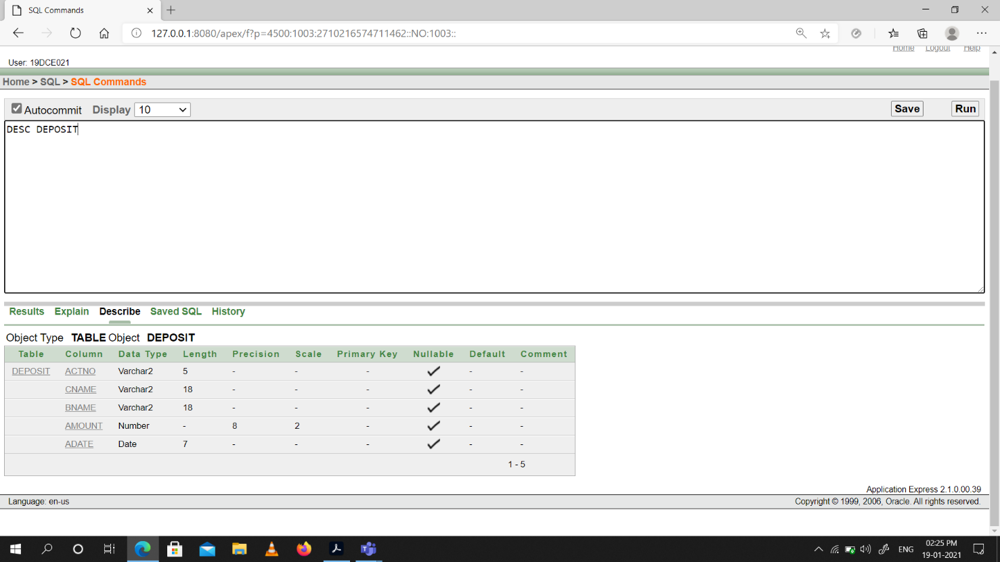 SQL Commands
127.0.0.1:8080/apex/f?p=4500:1003:2710216574711462::NO:1003::
Home Logout Help
User: 19DCE021
Home > SQL > SQL Commands
Autocommit Display 10 Save Run
DESC DEPOSIT
Results Explain Describe Saved SQL History
Object Type TABLE Object DEPOSIT
Table Column Data Type Length Precision Scale Primary Key Nullable Default Comment
DEPOSIT ACTNO Varchar2 5 - - - - -
CNAME Varchar2 18 - - - - -
BNAME Varchar2 18 - - - - -
AMOUNT Number - 8 2 - - -
ADATE Date 7 - - - - -
1 - 5
Application Express 2.1.0.00.39
Language: en-us Copyright © 1999, 2006, Oracle. All rights reserved.
ENG 02:25 PM
19-01-2021